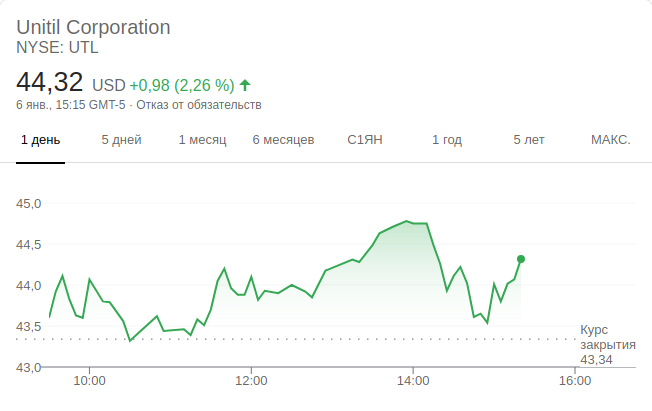 Unitil Corporation
NYSE: UTL
44,32 USD +0,98 (2,26 %)
6 янв., 15:15 GMT-5 · Отказ от обязательств
1 день 5 дней 1 месяц 6 месяцев С1ЯН 1 год 5 лет МАКС.
45,0
44,5
44,0
43,5
43,0
Курс
закрытия
43,34
10:00 12:00 14:00 16:00